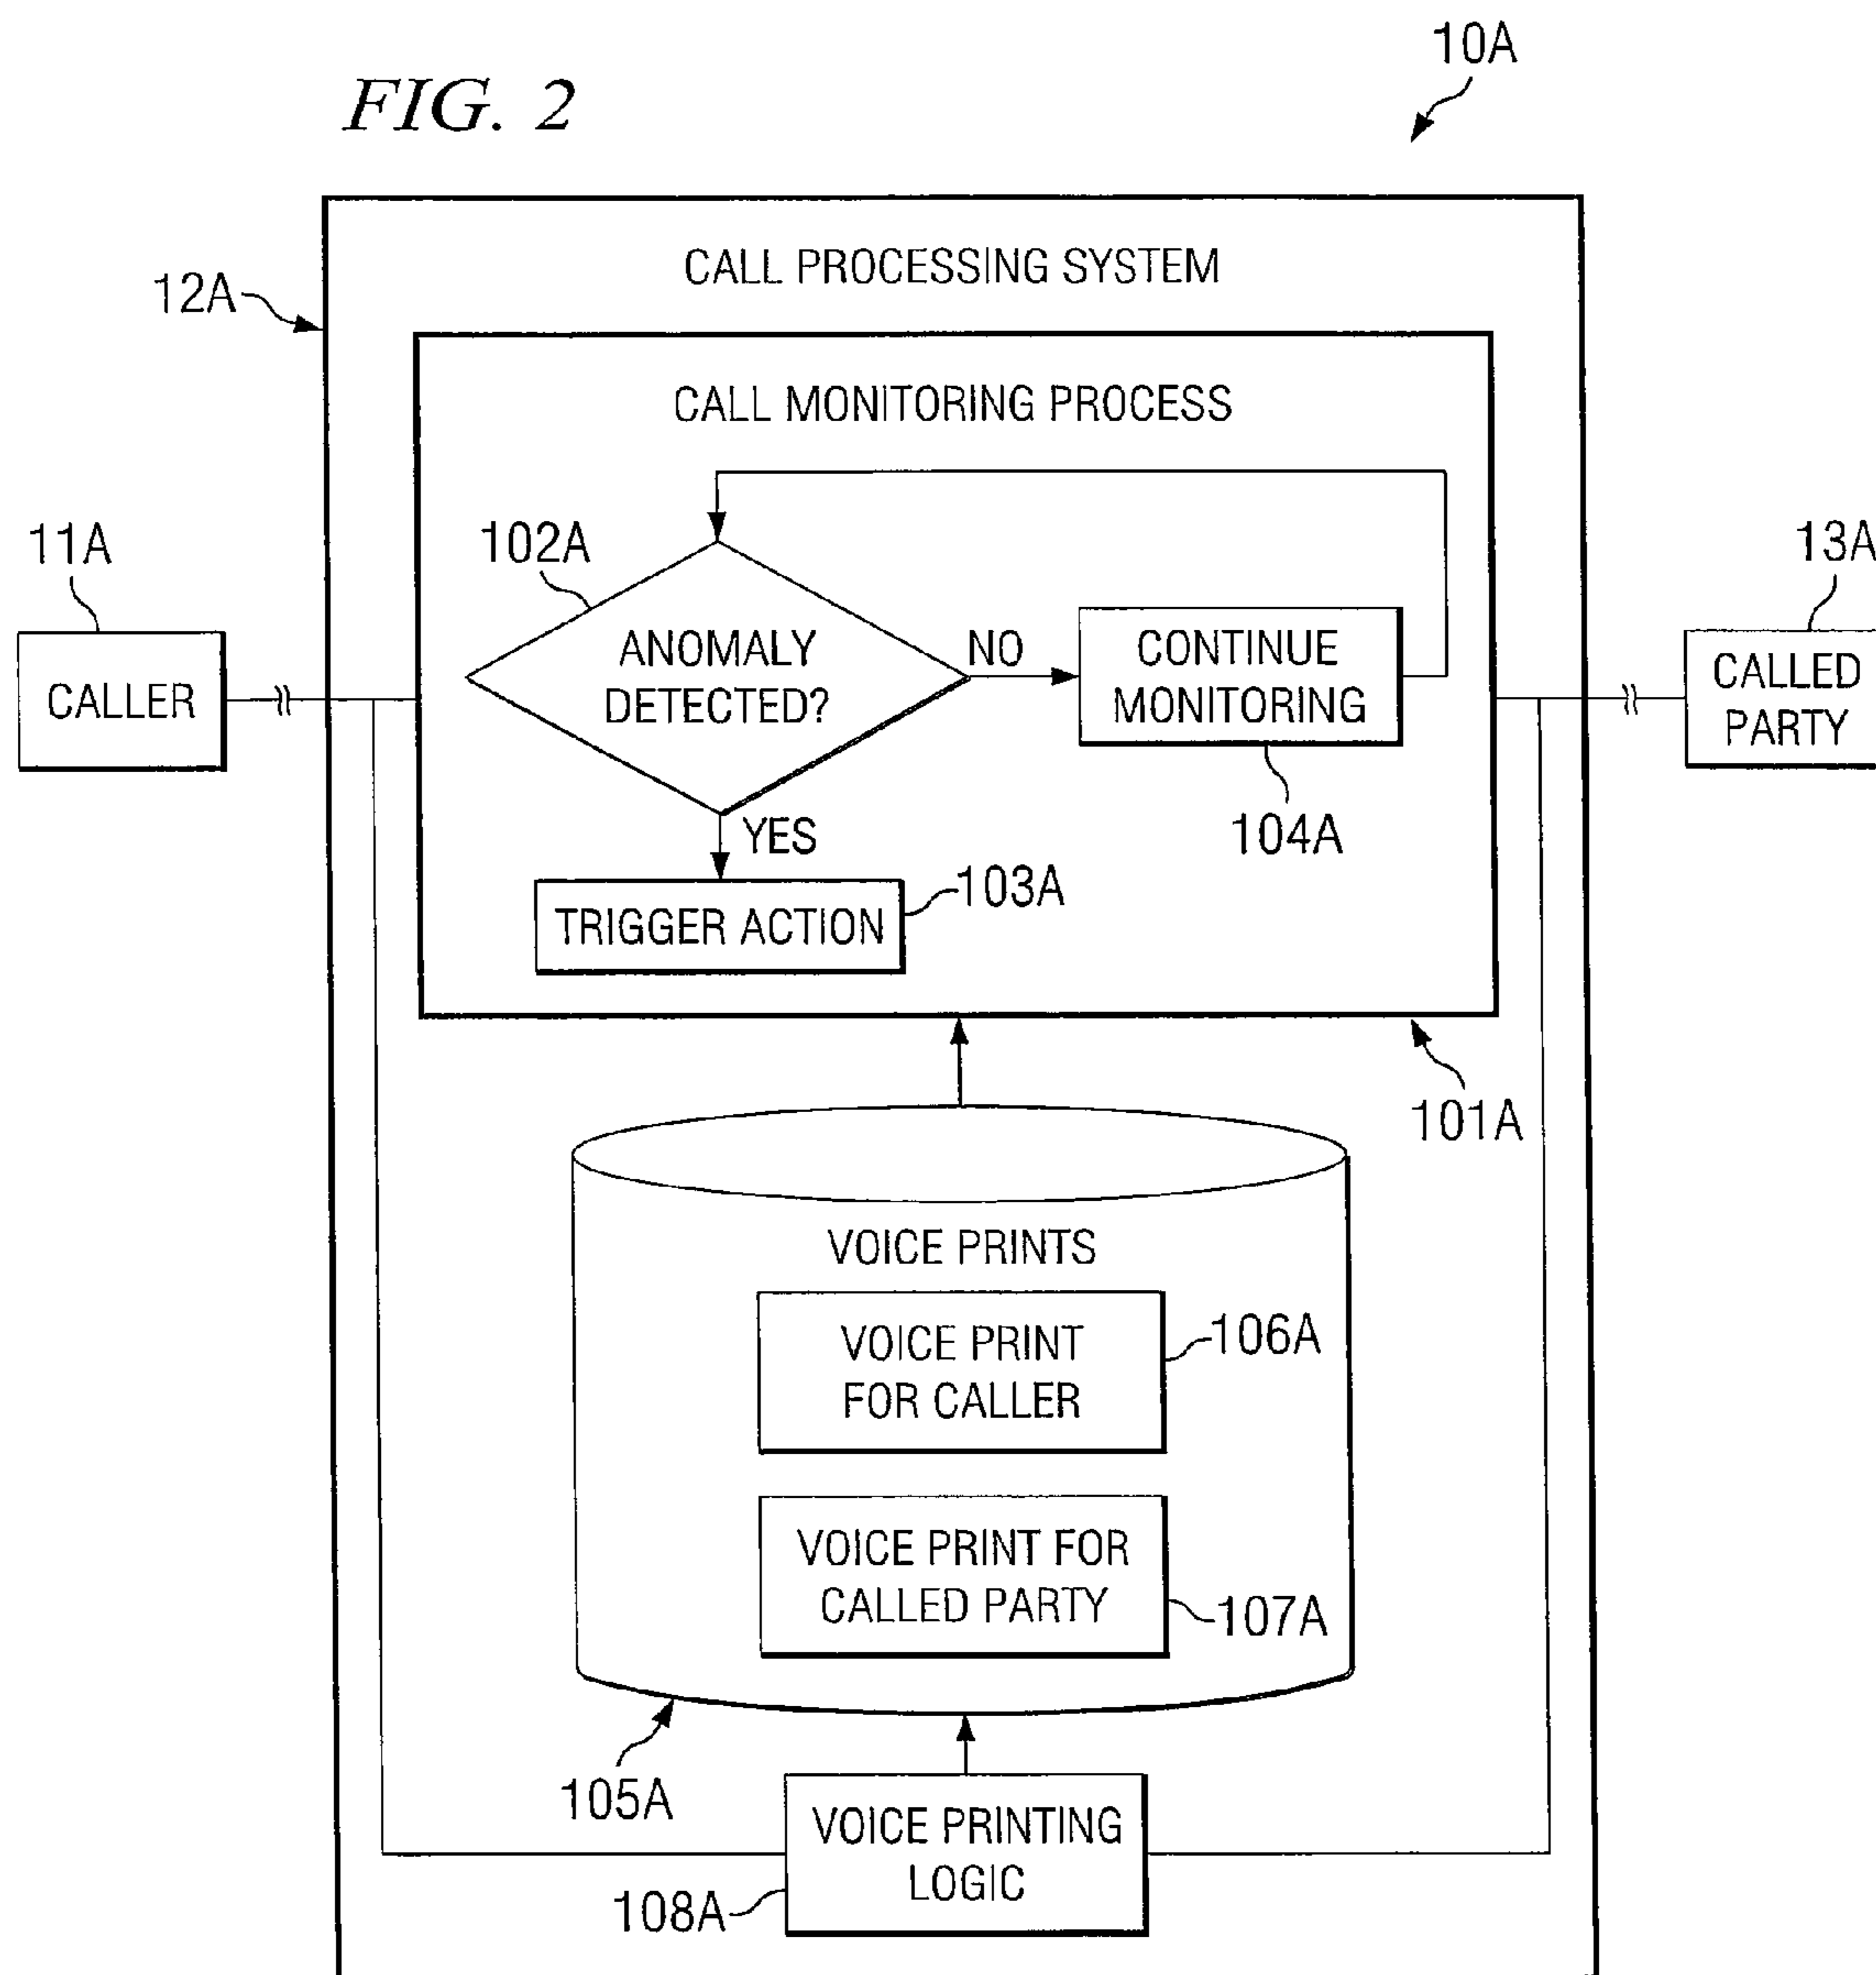 10A
FIG. 2
CALL PROCESSING SYSTEM
12A
CALL MONITORING PROCESS
11A
102A
13A
CALLER
ANOMALY
DETECTED?
NO
CONTINUE
MONITORING
CALLED
PARTY
YES
104A
103A
TRIGGER ACTION
101A
VOICE PRINTS
VOICE PRINT
FOR CALLER
106A
VOICE PRINT FOR
CALLED PARTY
107A
105A
VOICE PRINTING
LOGIC
108A